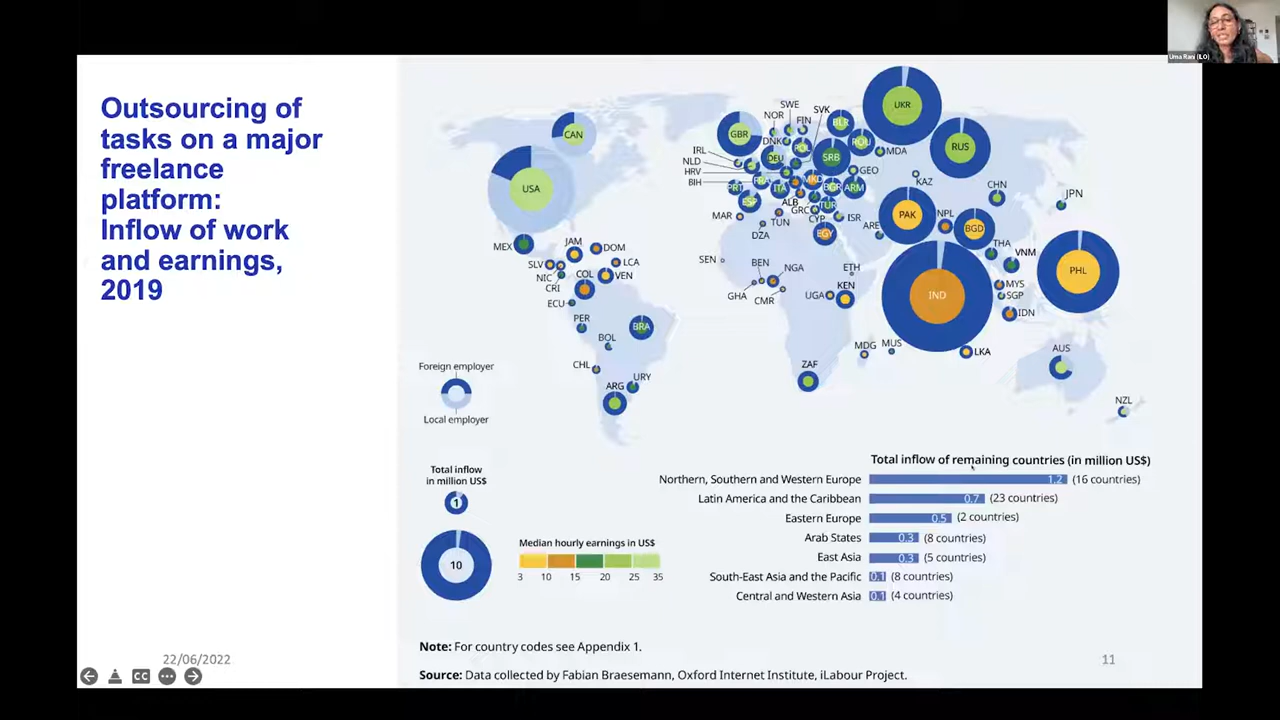 Uma Rani (ILO)
Outsourcing of
tasks on a major
freelance
platform:
Inflow of work
and earnings,
2019
CAN
USA
MEX
JAM
DOM
SLV
LCA
NIC
COL
VEN
CRI
ECU
PER
BRA
BOL
CHL
URY
ARG
SWE
NOR
FIN
SVK
GBR
DNK
BLR
UKR
IRL
POL
ROU
MDA
RUS
NLD
DEU
SRB
HRV
GEO
BIH
FRA
MKD
KAZ
PRT
ITA
BGR
ARM
CHN
JPN
ESP
ALB
GRC
TUR
MAR
TUN
CYP
ISR
PAK
NPL
DZA
EGY
ARE
BGD
THA
SEN
BEN
NGA
ETH
VNM
PHL
GHA
CMR
UGA
KEN
IND
MYS
SGP
IDN
MDG
MUS
LKA
ZAF
AUS
NZL
Foreign employer
Local employer
Total inflow
in million US$
1
10
Median hourly earnings in US$
3 10 15 20 25 35
Total inflow of remaining countries (in million US$)
Northern, Southern and Western Europe 1.2 (16 countries)
Latin America and the Caribbean 0.7 (23 countries)
Eastern Europe 0.5 (2 countries)
Arab States 0.3 (8 countries)
East Asia 0.3 (5 countries)
South-East Asia and the Pacific 0.1 (8 countries)
Central and Western Asia 0.1 (4 countries)
Note: For country codes see Appendix 1.
22/06/2022
11
CC
Source: Data collected by Fabian Braesemann, Oxford Internet Institute, iLabour Project.